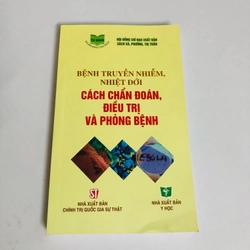 HỘI ĐỒNG CHỈ ĐẠO XUẤT BẢN
SÁCH XÃ, PHƯỜNG, THỊ TRẤN
BỆNH TRUYỀN NHIỄM,
NHIỆT ĐỚI
CÁCH CHẨN ĐOÁN,
ĐIỀU TRỊ
VÀ PHÒNG BỆNH
NHÀ XUẤT BẢN
CHÍNH TRỊ QUỐC GIA SỰ THẬT
NHÀ XUẤT BẢN
Y HỌC